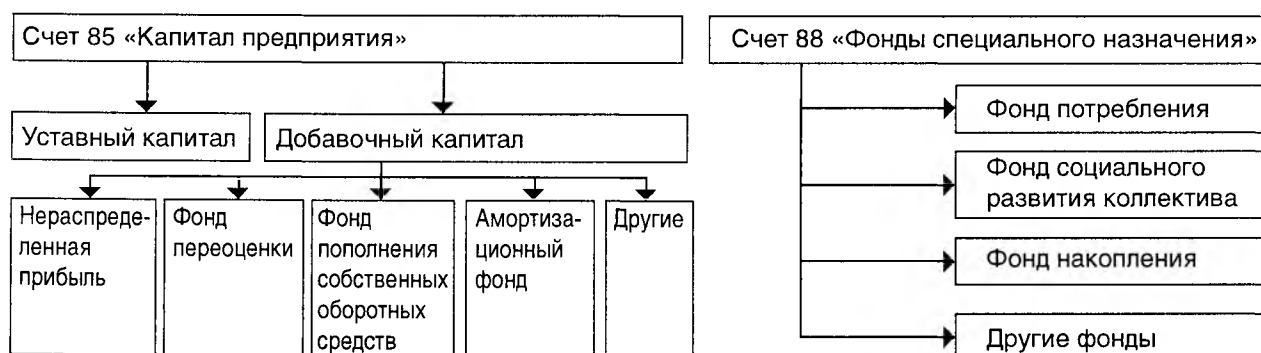 Счет 85 «Капитал предприятия»
Уставный капитал
Добавочный капитал
Нераспреде-
ленная
прибыль
Фонд
переоценки
Фонд
пополнения
собственных
оборотных
средств
Амортиза-
ционный
фонд
Другие
Счет 88 «Фонды специального назначения»
Фонд потребления
Фонд социального
развития коллектива
Фонд накопления
Другие фонды